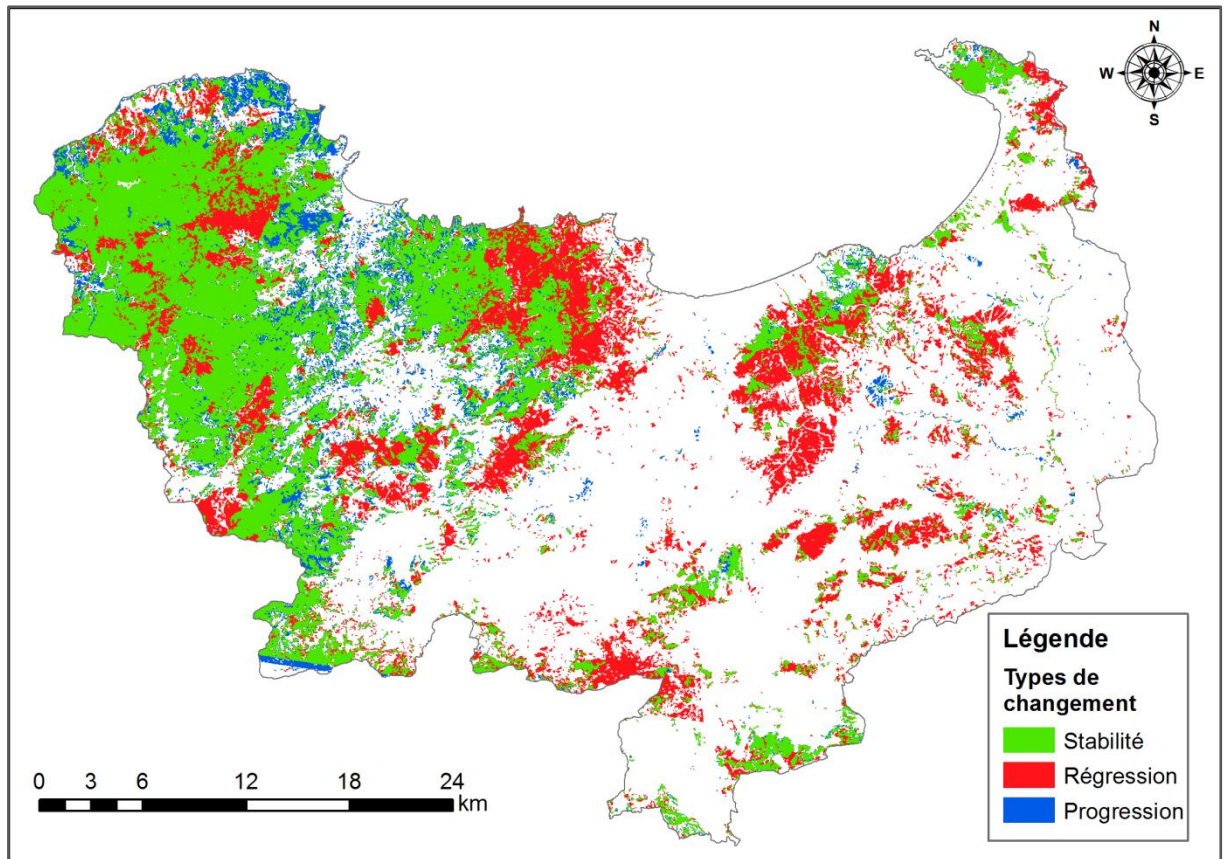 N
W E
S
Légende
Types de
changement
Stabilité
Régression
Progression
0 3 6 12 18 24
km